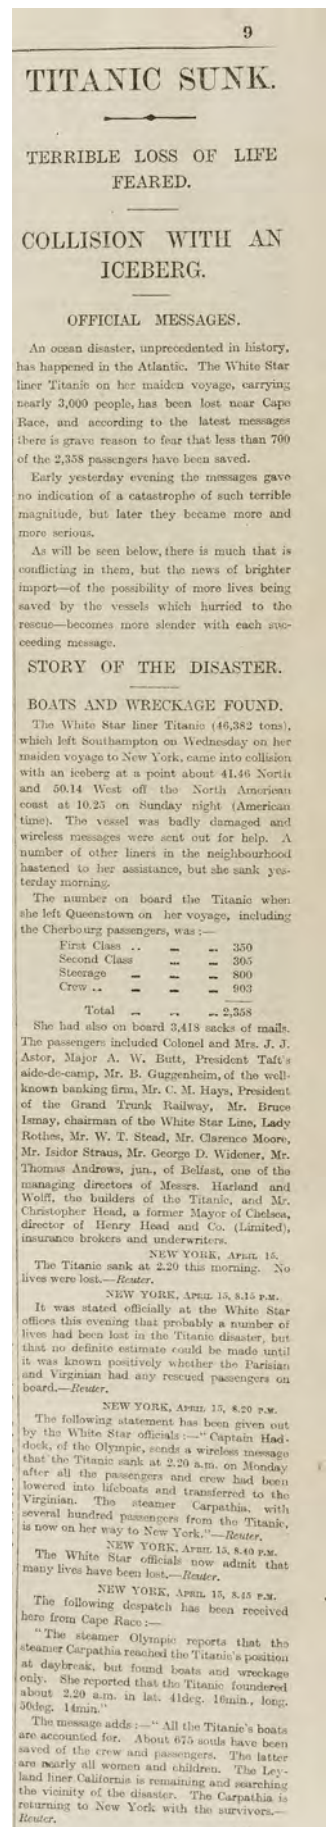 9
TITANIC SUNK.
TERRIBLE LOSS OF LIFE
FEARED.
COLLISION WITH AN
ICEBERG.
OFFICIAL MESSAGES.
An ocean disaster, unprecedented in history,
has happened in the Atlantic. The White Star
liner Titanic on her maiden voyage, carrying
nearly 3,000 people, has been lost near Cape
Race, and according to the latest messages
there is grave reason to fear that less than 700
of the 2,358 passengers have been saved.
Early yesterday evening the messages gave
no indication of a catastrophe of such terrible
magnitude, but later they became more and
more serious.
As will be seen below, there is much that is
conflicting in them, but the news of brighter
import—of the possibility of more lives being
saved by the vessels which hurried to the
rescue—becomes more slender with each suc-
ceeding message.
STORY OF THE DISASTER.
BOATS AND WRECKAGE FOUND.
The White Star liner Titanic (46,382 tons),
which left Southampton on Wednesday on her
maiden voyage to New York, came into collision
with an iceberg at a point about 41.46 North
and 50.14 West off the North American
coast at 10.25 on Sunday night (American
time). The vessel was badly damaged and
wireless messages were sent out for help. A
number of other liners in the neighbourhood
hastened to her assistance, but she sank yes-
terday morning.
The number on board the Titanic when
she left Queenstown on her voyage, including
the Cherbourg passengers, was :—
First Class .. — — 350
Second Class — — 305
Steerage — — — 800
Crew .. — — — 903
Total — — — 2,358
She had also on board 3,418 sacks of mails.
The passengers included Colonel and Mrs. J. J.
Astor, Major A. W. Butt, President Taft's
aide-de-camp, Mr. B. Guggenheim, of the well-
known banking firm, Mr. C. M. Hays, President
of the Grand Trunk Railway, Mr. Bruce
Ismay, chairman of the White Star Line, Lady
Rothes, Mr. W. T. Stead, Mr. Clarence Moore,
Mr. Isidor Straus, Mr. George D. Widener, Mr.
Thomas Andrews, jun., of Belfast, one of the
managing directors of Messrs. Harland and
Wolff, the builders of the Titanic, and Mr.
Christopher Head, a former Mayor of Chelsea,
director of Henry Head and Co. (Limited),
insurance brokers and underwriters.
NEW YORK, APRIL 15.
The Titanic sank at 2.20 this morning. No
lives were lost.—Reuter.
NEW YORK, APRIL 15, 8.15 P.M.
It was stated officially at the White Star
offices this evening that probably a number of
lives had been lost in the Titanic disaster, but
that no definite estimate could be made until
it was known positively whether the Parisian
and Virginian had any rescued passengers on
board.—Reuter.
NEW YORK, APRIL 15, 8.20 P.M.
The following statement has been given out
by the White Star officials :—"Captain Had-
dock, of the Olympic, sends a wireless message
that the Titanic sank at 2.20 a.m. on Monday
after all the passengers and crew had been
lowered into lifeboats and transferred to the
Virginian. The steamer Carpathia, with
several hundred passengers from the Titanic,
is now on her way to New York."—Reuter.
NEW YORK, APRIL 15, 8.40 P.M.
The White Star officials now admit that
many lives have been lost.—Reuter.
NEW YORK, APRIL 15, 8.45 P.M.
The following despatch has been received
here from Cape Race :—
"The steamer Olympic reports that the
steamer Carpathia reached the Titanic's position
at daybreak, but found boats and wreckage
only. She reported that the Titanic foundered
about 2.20 a.m. in lat. 41deg. 16min., long.
50deg. 14min."
The message adds :—"All the Titanic's boats
are accounted for. About 675 souls have been
saved of the crew and passengers. The latter
are nearly all women and children. The Ley-
land liner California is remaining and searching
the vicinity of the disaster. The Carpathia is
returning to New York with the survivors.—
Reuter.